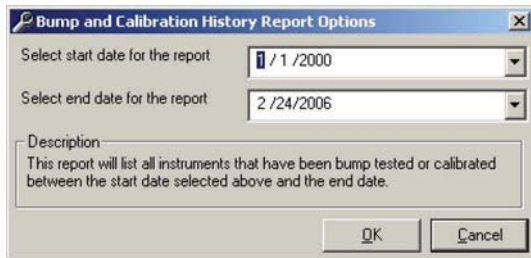 Bump and Calibration History Report Options
Select start date for the report
1 / 1 /2000
Select end date for the report
2 /24/2006
Description
This report will list all instruments that have been bump tested or calibrated
between the start date selected above and the end date.
OK
Cancel